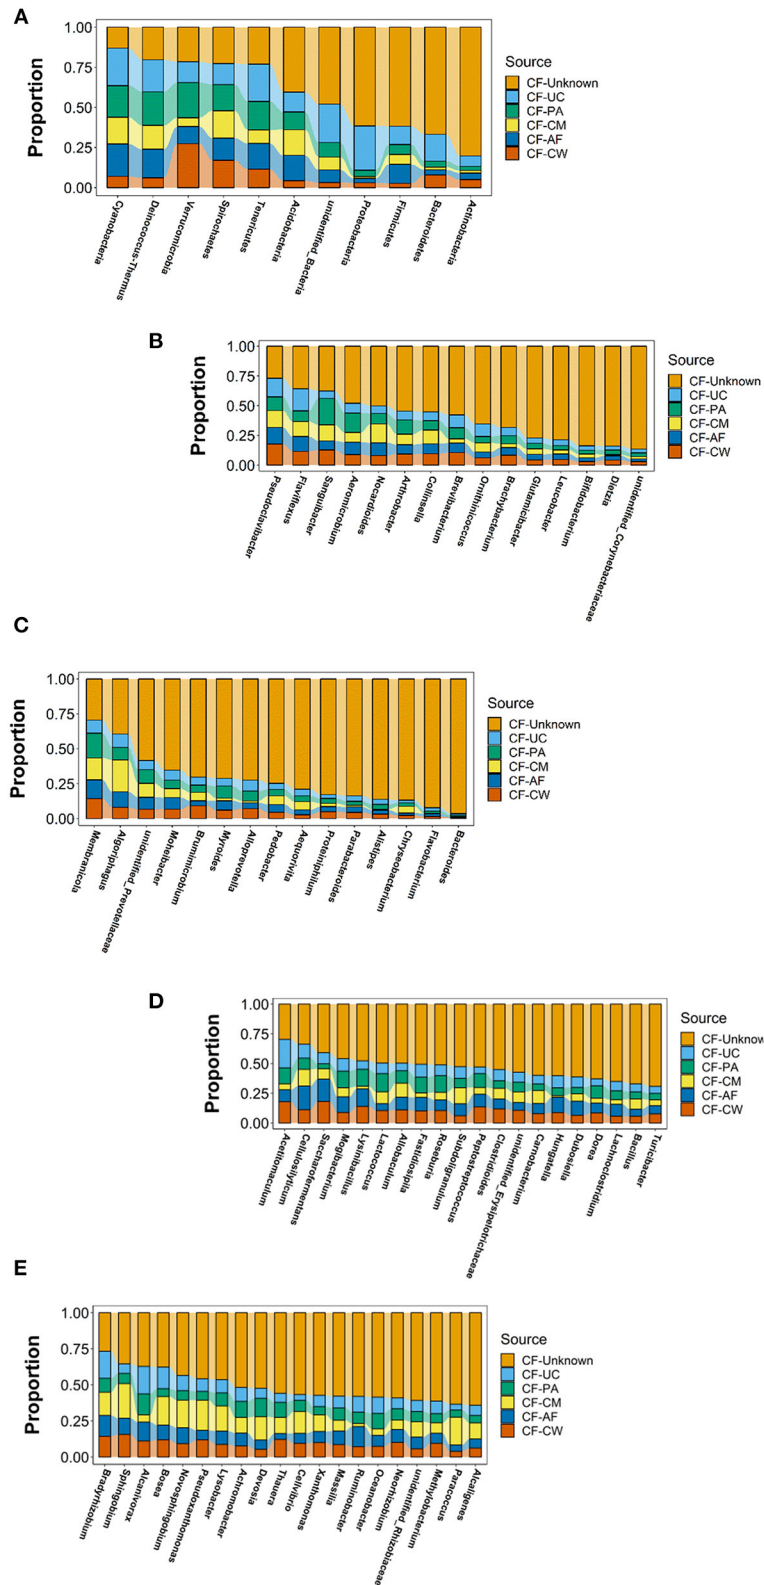 A
1.00
0.75
0.50
0.25
0.00
Proportion
Cyanobacteria
Deinococcus-Thermus
Verrucomicrobia
Spirochaetes
Tenericutes
Acidobacteria
unidentified_Bacteria
Proteobacteria
Firmicutes
Bacteroidetes
Actinobacteria
Source
CF-Unknown
CF-UC
CF-PA
CF-CM
CF-AF
CF-CW
B
1.00
0.75
0.50
0.25
0.00
Proportion
Pseudoclavibacter
Flaviflexus
Sanguibacter
Aeromicrobium
Nocardioides
Arthrobacter
Collinsella
Brevibacterium
Ornithinicoccus
Brachybacterium
Glutamicibacter
Leucobacter
Bifidobacterium
Dietzia
unidentified_Corynebacteriaceae
Source
CF-Unknown
CF-UC
CF-PA
CF-CM
CF-AF
CF-CW
C
1.00
0.75
0.50
0.25
0.00
Proportion
Membranicola
Algoriphagus
unidentified_Prevotellaceae
Moheibacter
Brumimicrobium
Myroides
Alloprevotella
Pedobacter
Aequorivita
Proteiniphilum
Parabacteroides
Alistipes
Chryseobacterium
Flavobacterium
Bacteroides
Source
CF-Unknown
CF-UC
CF-PA
CF-CM
CF-AF
CF-CW
D
1.00
0.75
0.50
0.25
0.00
Proportion
Acetitomaculum
Cellulosilyticum
Saccharofermentans
Mogibacterium
Lysinibacillus
Lactococcus
Allobaculum
Fastidiosipila
Roseburia
Subdoligranulum
Peptostreptococcus
Clostridioides
unidentified_Erysipelotrichaceae
Carnobacterium
Hungatella
Dubosiella
Dorea
Lachnoclostridium
Bacillus
Turicibacter
Source
CF-Unknow
CF-UC
CF-PA
CF-CM
CF-AF
CF-CW
E
1.00
0.75
0.50
0.25
0.00
Proportion
Bradyrhizobium
Sphingobium
Alcanivorax
Bosea
Novosphingobium
Pseudoxanthomonas
Lysobacter
Achromobacter
Devosia
Thauera
Cellvibrio
Xanthomonas
Massilia
Ruminobacter
Oceanobacter
Neorhizobium
unidentified_Rhizobiaceae
Methylobacterium
Paracoccus
Alcaligenes
Source
CF-Unknown
CF-UC
CF-PA
CF-CM
CF-AF
CF-CW